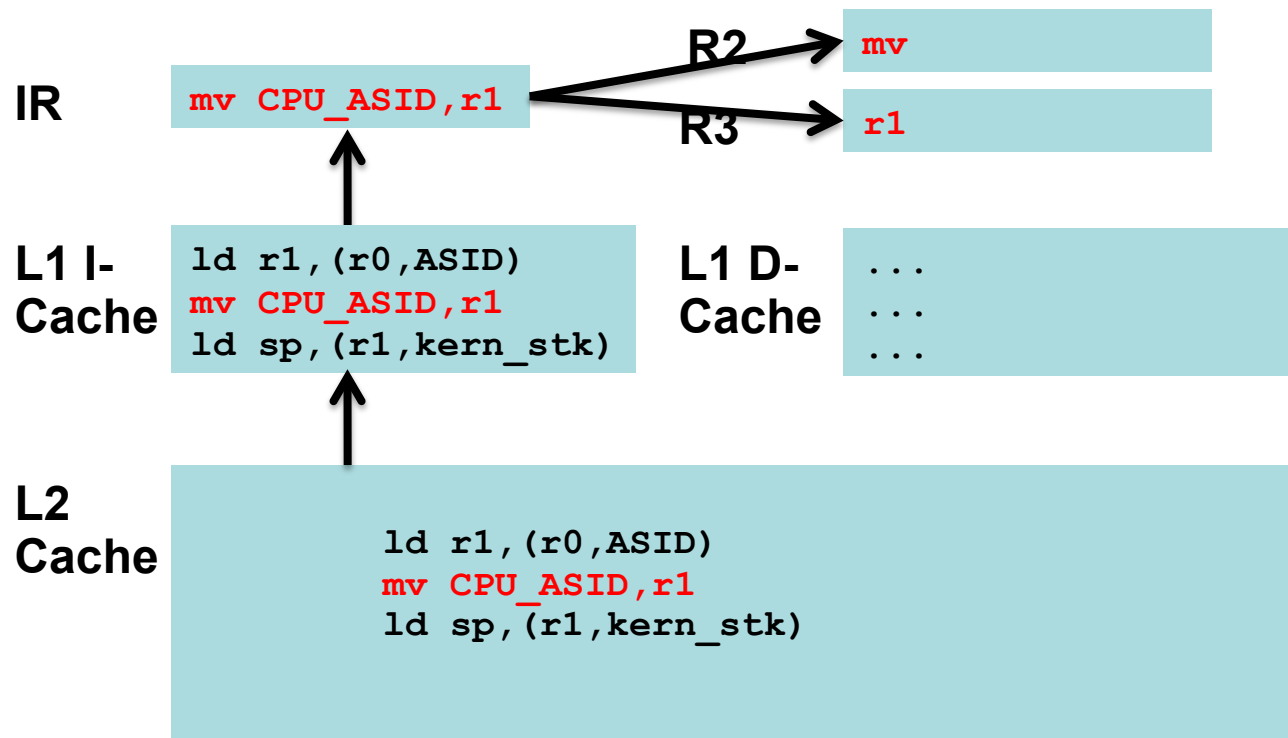 R2
mv
IR
mv CPU_ASID,r1
R3
r1
L1 I-
Cache
ld r1,(r0,ASID)
mv CPU_ASID,r1
ld sp,(r1,kern_stk)
L1 D-
Cache
...
...
...
L2
Cache
ld r1,(r0,ASID)
mv CPU_ASID,r1
ld sp,(r1,kern_stk)